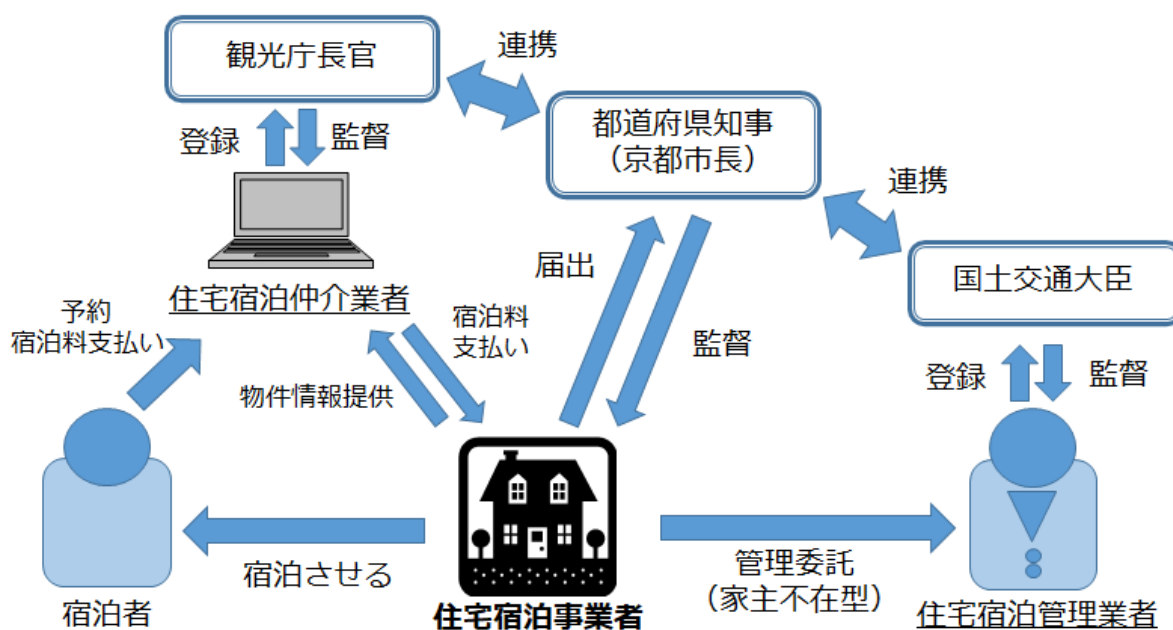 観光庁長官
連携
都道府県知事
（京都市長）
登録
監督
連携
国土交通大臣
住宅宿泊仲介業者
届出
監督
予約
宿泊料支払い
宿泊料
支払い
物件情報提供
登録
監督
宿泊させる
管理委託
（家主不在型）
宿泊者
住宅宿泊事業者
住宅宿泊管理業者